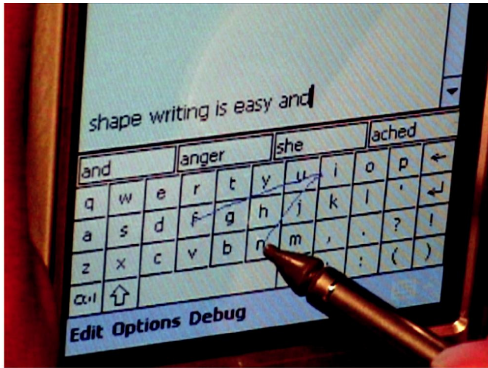 shape writing is easy and
and anger she ached
q w e r t y u i o p ←
a s d f g h j k l ' ↵
z x c v b n m , . ? !
⇧ : ( )
Edit Options Debug